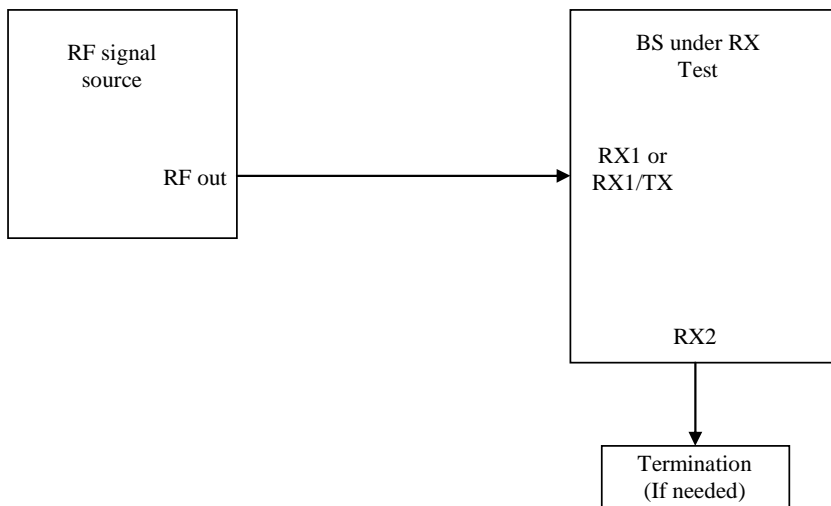 RF signal
source
RF out
BS under RX
Test
RX1 or
RX1/TX
RX2
Termination
(If needed)